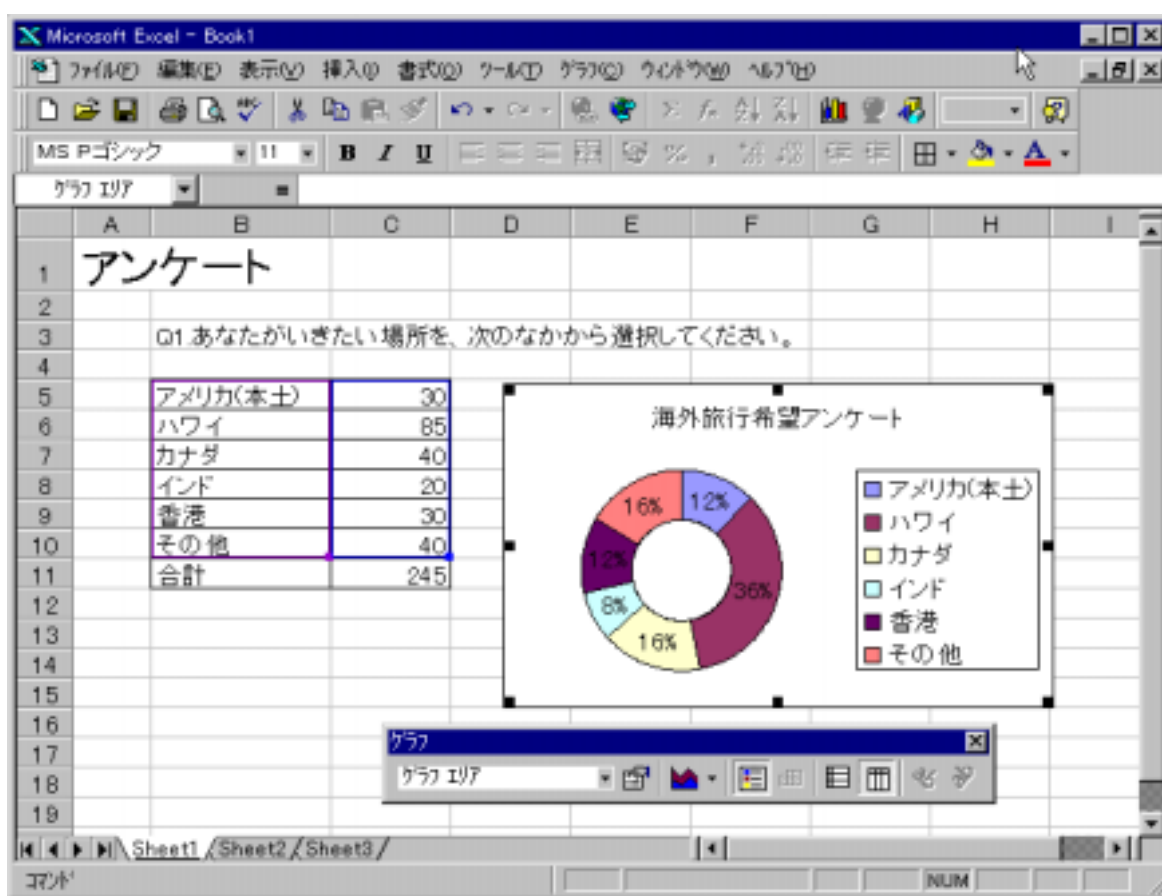 Microsoft Excel - Book1
ファイル(F) 編集(E) 表示(V) 挿入(I) 書式(O) ツール(T) グラフ(C) ウィンドウ(W) ヘルプ(H)
MS Pゴシック 11 B I U
グラフ エリア =
A B C D E F G H I
1 アンケート
2
3 Q1.あなたがいきたい場所を、次のなかから選択してください。
4
5 アメリカ(本土) 30
6 ハワイ 85
7 カナダ 40
8 インド 20
9 香港 30
10 その他 40
11 合計 245
12
13
14
15
16
17
18
19
海外旅行希望アンケート
16% 12%
12% 36%
8%
16%
アメリカ(本土)
ハワイ
カナダ
インド
香港
その他
グラフ
グラフ エリア
Sheet1 Sheet2 Sheet3
コマンド NUM